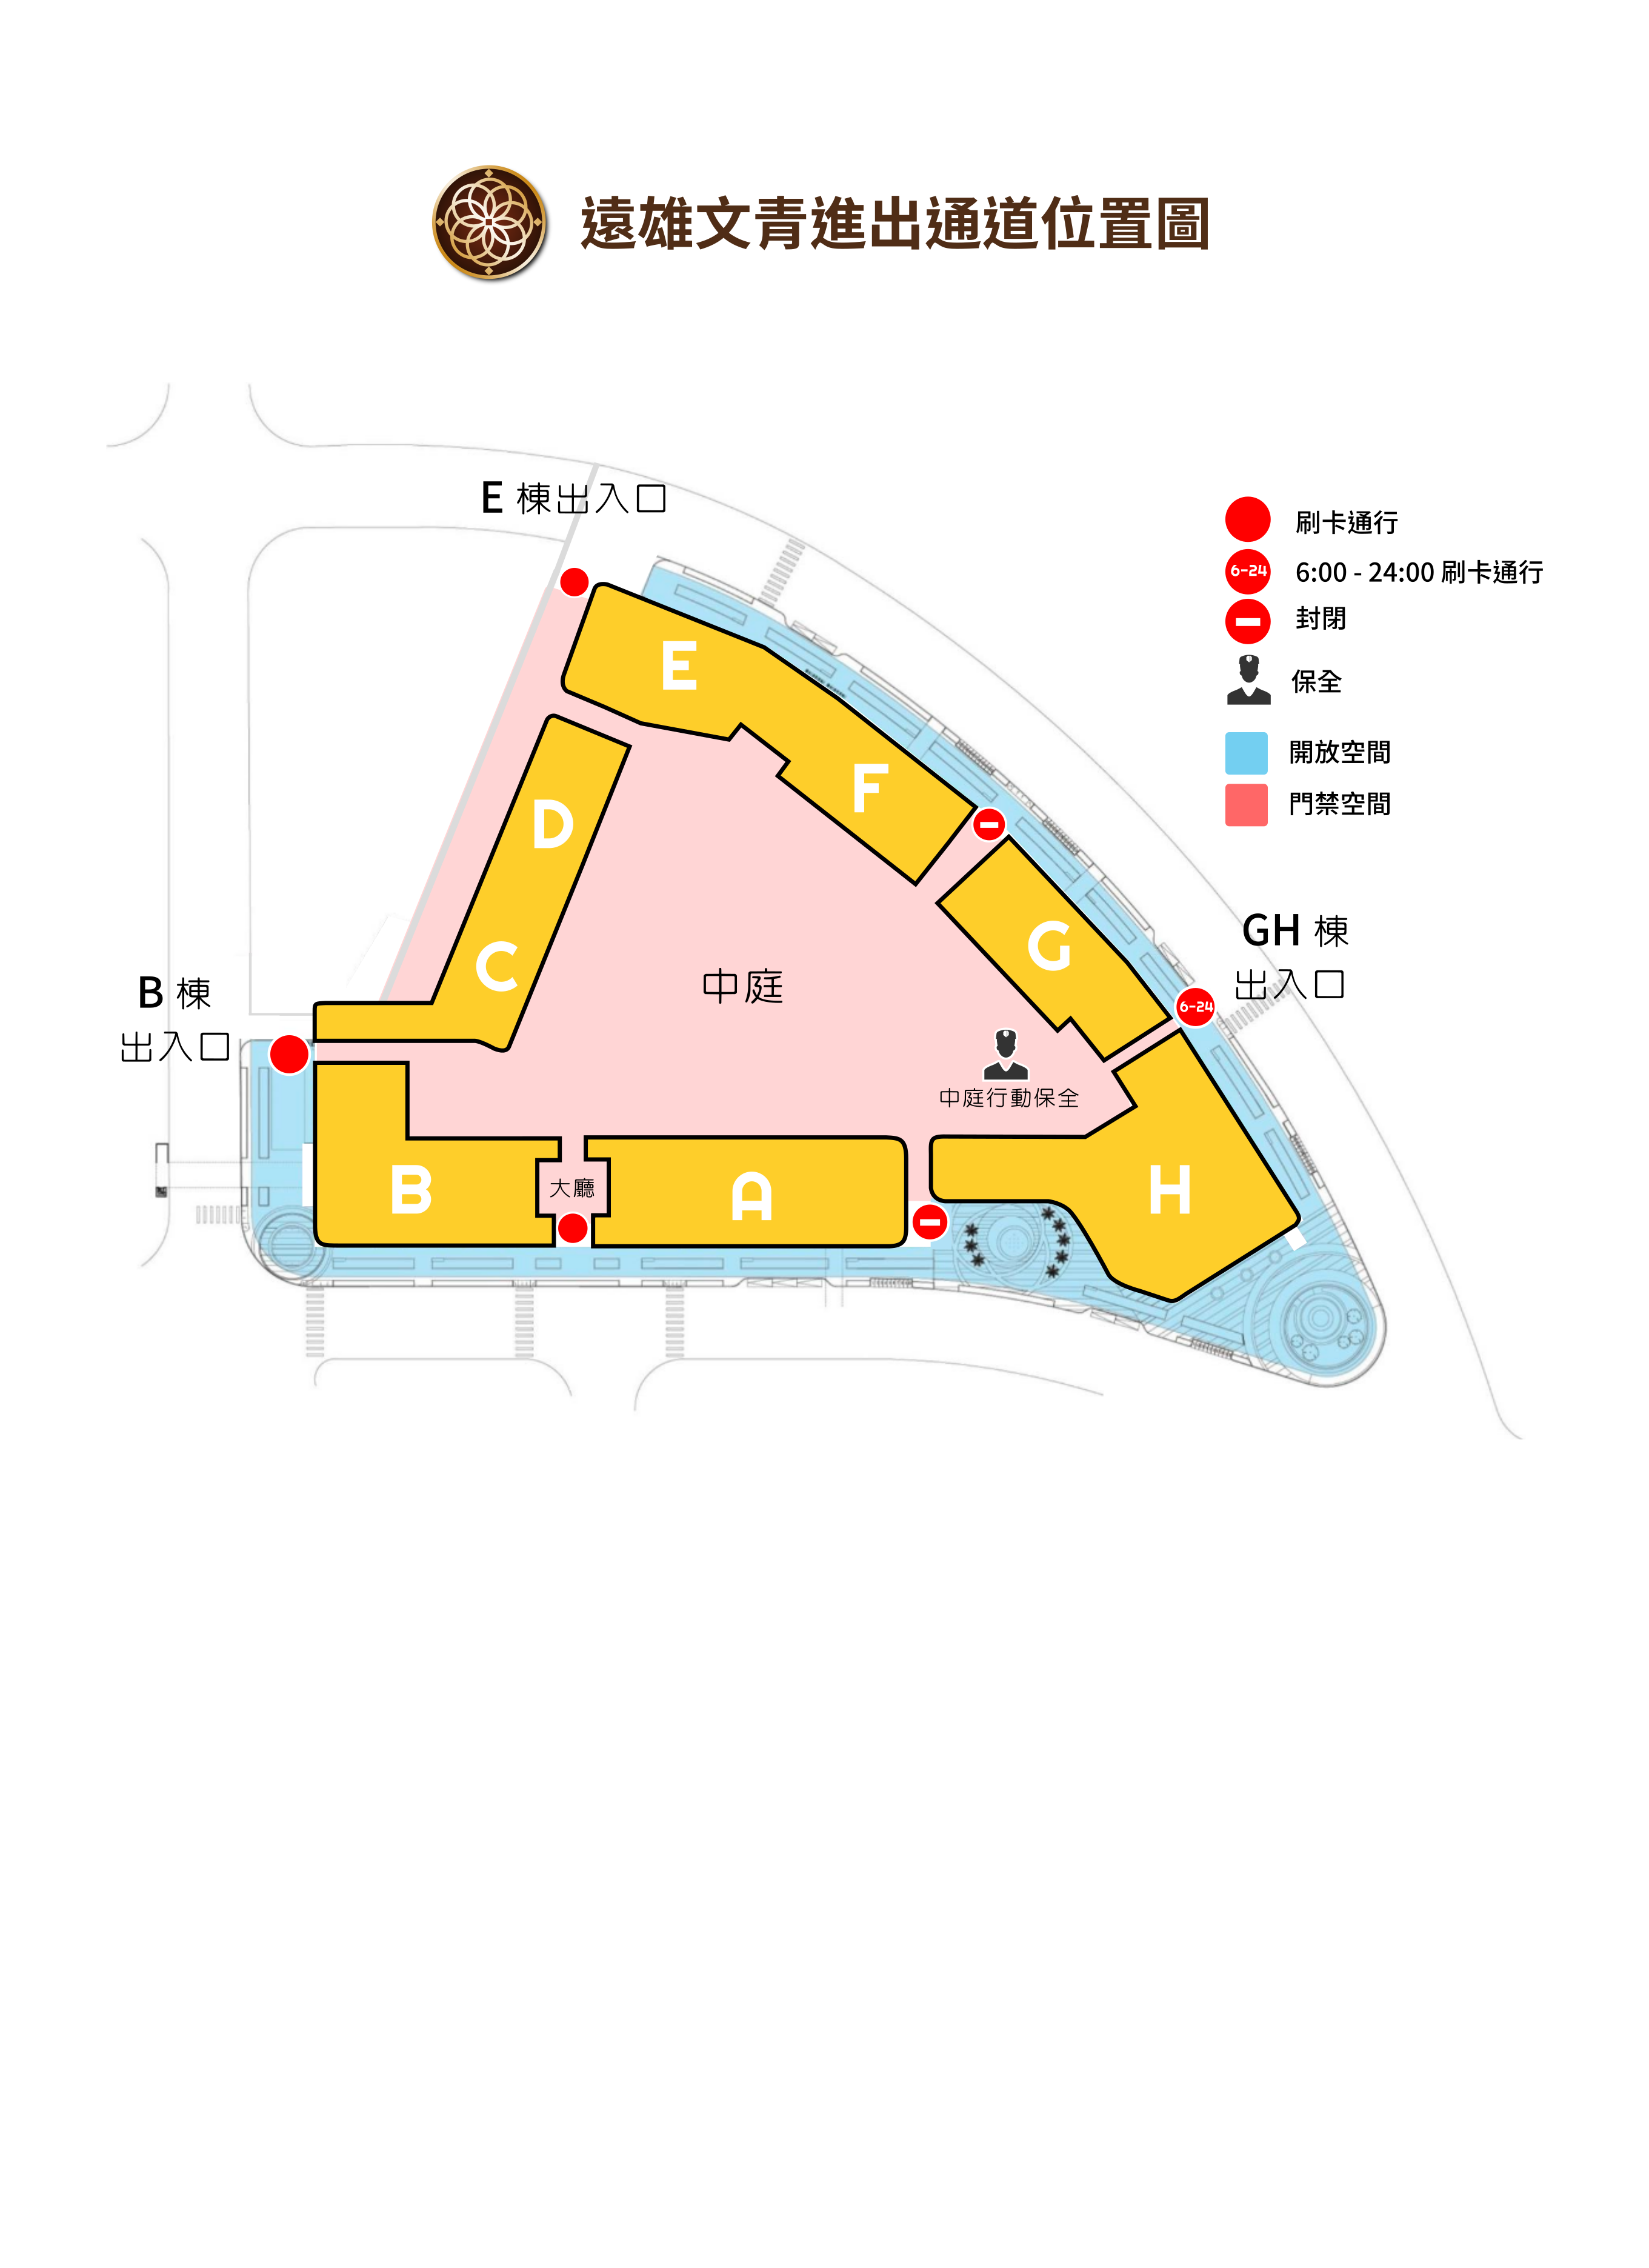 遠雄文青進出通道位置圖
E 棟出入口
刷卡通行
6-24
6:00 - 24:00 刷卡通行
封閉
保全
開放空間
門禁空間
E
D
F
C
G
GH 棟
出入口
6-24
B 棟
出入口
中庭
中庭行動保全
B
大廳
A
H